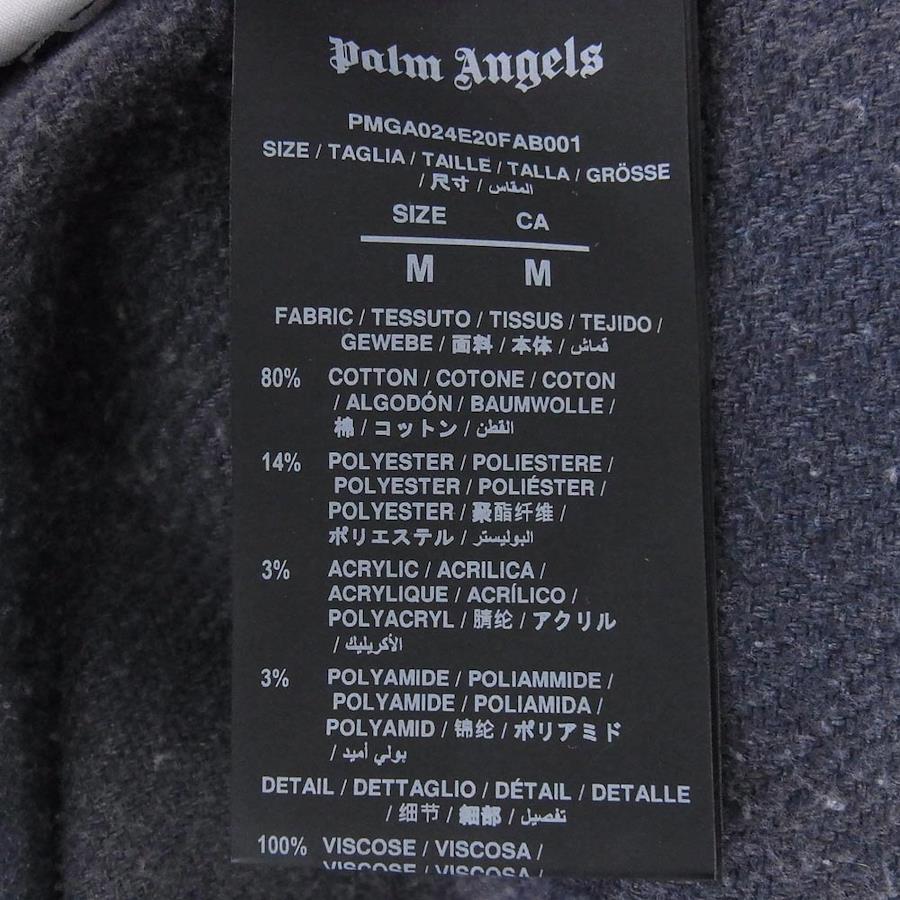 Palm Angels
PMGA024E20FAB001
SIZE / TAGLIA / TAILLE / TALLA / GRÖSSE
/ 尺寸 / المقاس
SIZE CA
M M
FABRIC / TESSUTO / TISSUS / TEJIDO /
GEWEBE / 面料 / 本体 / قماش
80% COTTON / COTONE / COTON
/ ALGODÓN / BAUMWOLLE /
棉 / コットン / القطن
14% POLYESTER / POLIESTERE /
POLYESTER / POLIÉSTER /
POLYESTER / 聚酯纤维 /
ポリエステル / البوليستر
3% ACRYLIC / ACRILICA /
ACRYLIQUE / ACRÍLICO /
POLYACRYL / 腈纶 / アクリル
/ الأكريليك
3% POLYAMIDE / POLIAMMIDE /
POLYAMIDE / POLIAMIDA /
POLYAMID / 锦纶 / ポリアミド
/ بولي أميد
DETAIL / DETTAGLIO / DÉTAIL / DETALLE
/ 细节 / 細部 / تفصيل
100% VISCOSE / VISCOSA /
VISCOSE / VISCOSA /